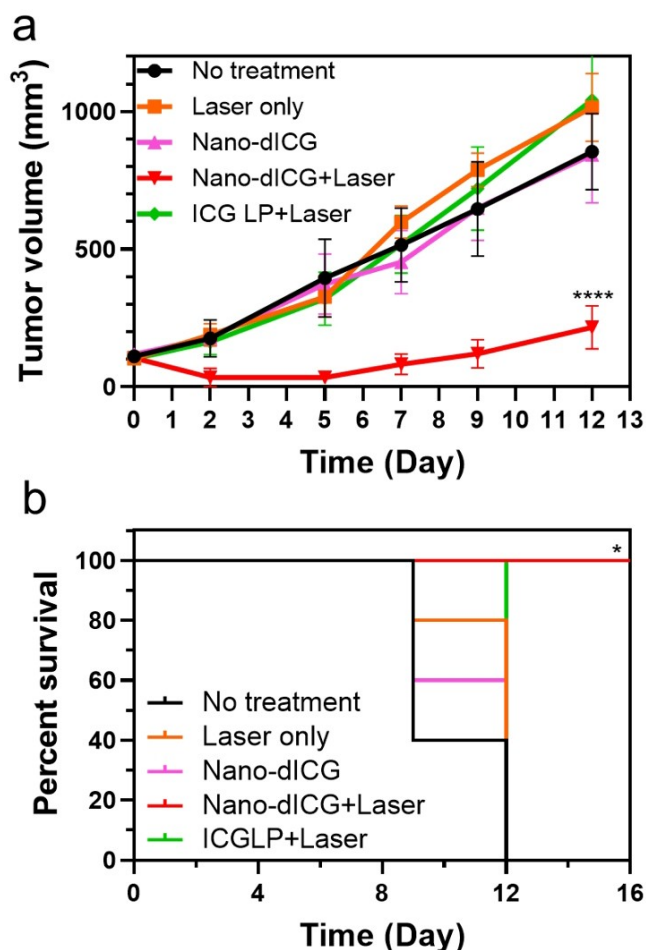 a
Tumor volume (mm³)
1000
500
0
No treatment
Laser only
Nano-dICG
Nano-dICG+Laser
ICG LP+Laser
****
0 1 2 3 4 5 6 7 8 9 10 11 12 13
Time (Day)
b
Percent survival
100
80
60
40
20
0
*
No treatment
Laser only
Nano-dICG
Nano-dICG+Laser
ICGLP+Laser
0 4 8 12 16
Time (Day)